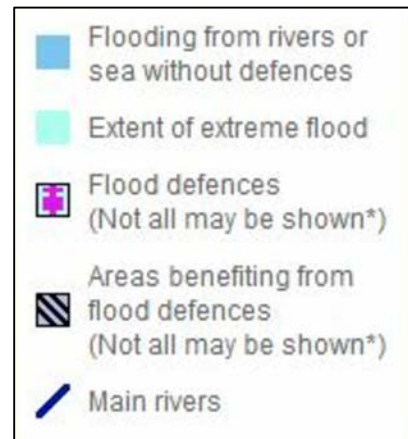 Flooding from rivers or
sea without defences
Extent of extreme flood
Flood defences
(Not all may be shown*)
Areas benefiting from
flood defences
(Not all may be shown*)
Main rivers